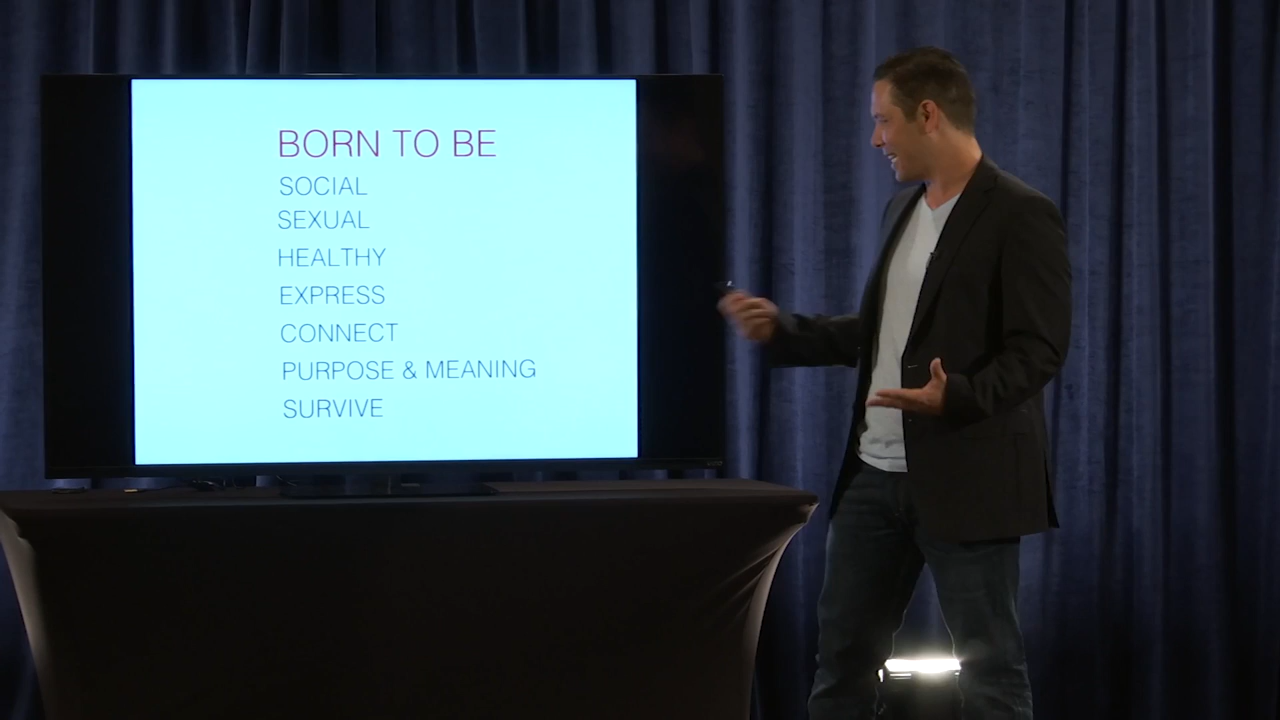 BORN TO BE
SOCIAL
SEXUAL
HEALTHY
EXPRESS
CONNECT
PURPOSE & MEANING
SURVIVE